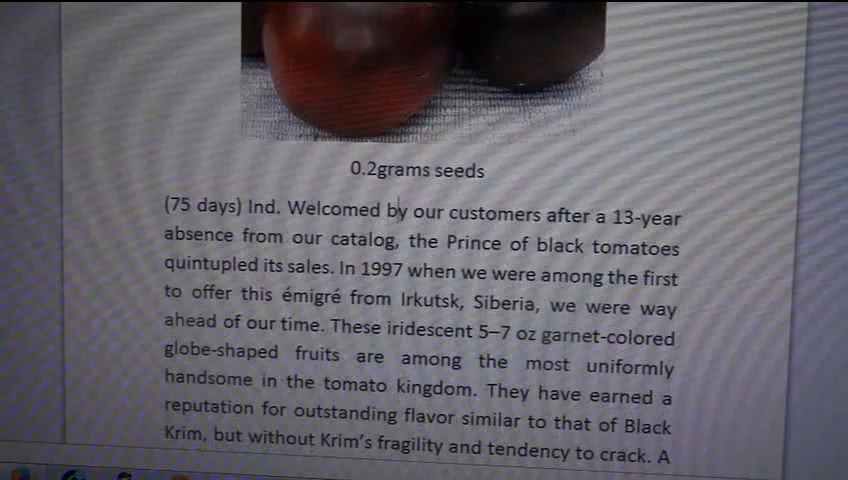 0.2grams seeds
(75 days) Ind. Welcomed by our customers after a 13-year
absence from our catalog, the Prince of black tomatoes
quintupled its sales. In 1997 when we were among the first
to offer this émigré from Irkutsk, Siberia, we were way
ahead of our time. These iridescent 5–7 oz garnet-colored
globe-shaped fruits are among the most uniformly
handsome in the tomato kingdom. They have earned a
reputation for outstanding flavor similar to that of Black
Krim, but without Krim's fragility and tendency to crack. A